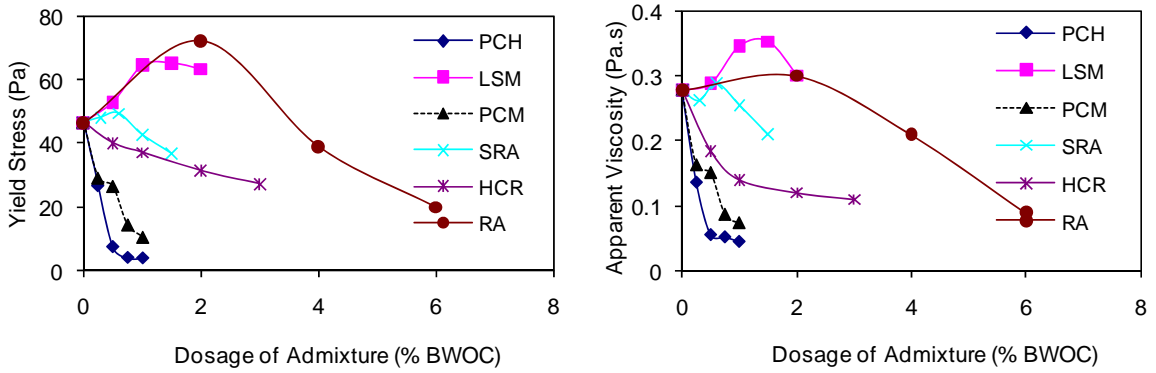 Yield Stress (Pa)
80
60
40
20
0
0 2 4 6 8
Dosage of Admixture (% BWOC)
PCH
LSM
PCM
SRA
HCR
RA
Apparent Viscosity (Pa.s)
0.4
0.3
0.2
0.1
0
0 2 4 6 8
Dosage of Admixture (% BWOC)
PCH
LSM
PCM
SRA
HCR
RA